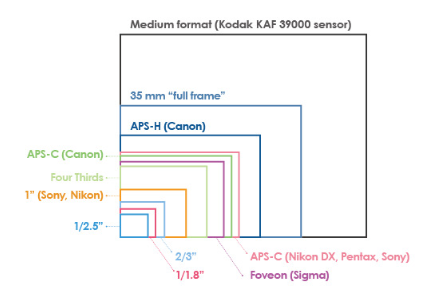 Medium format (Kodak KAF 39000 sensor)
35 mm “full frame”
APS-H (Canon)
APS-C (Canon)
Four Thirds
1” (Sony, Nikon)
1/2.5”
2/3”
1/1.8”
APS-C (Nikon DX, Pentax, Sony)
Foveon (Sigma)